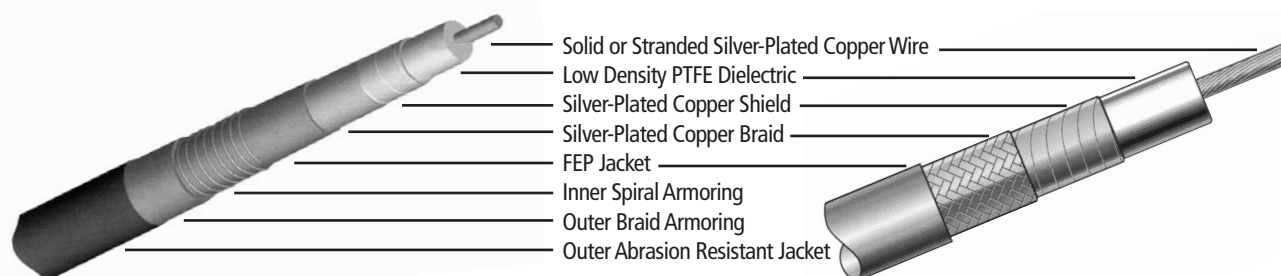 Solid or Stranded Silver-Plated Copper Wire
Low Density PTFE Dielectric
Silver-Plated Copper Shield
Silver-Plated Copper Braid
FEP Jacket
Inner Spiral Armoring
Outer Braid Armoring
Outer Abrasion Resistant Jacket